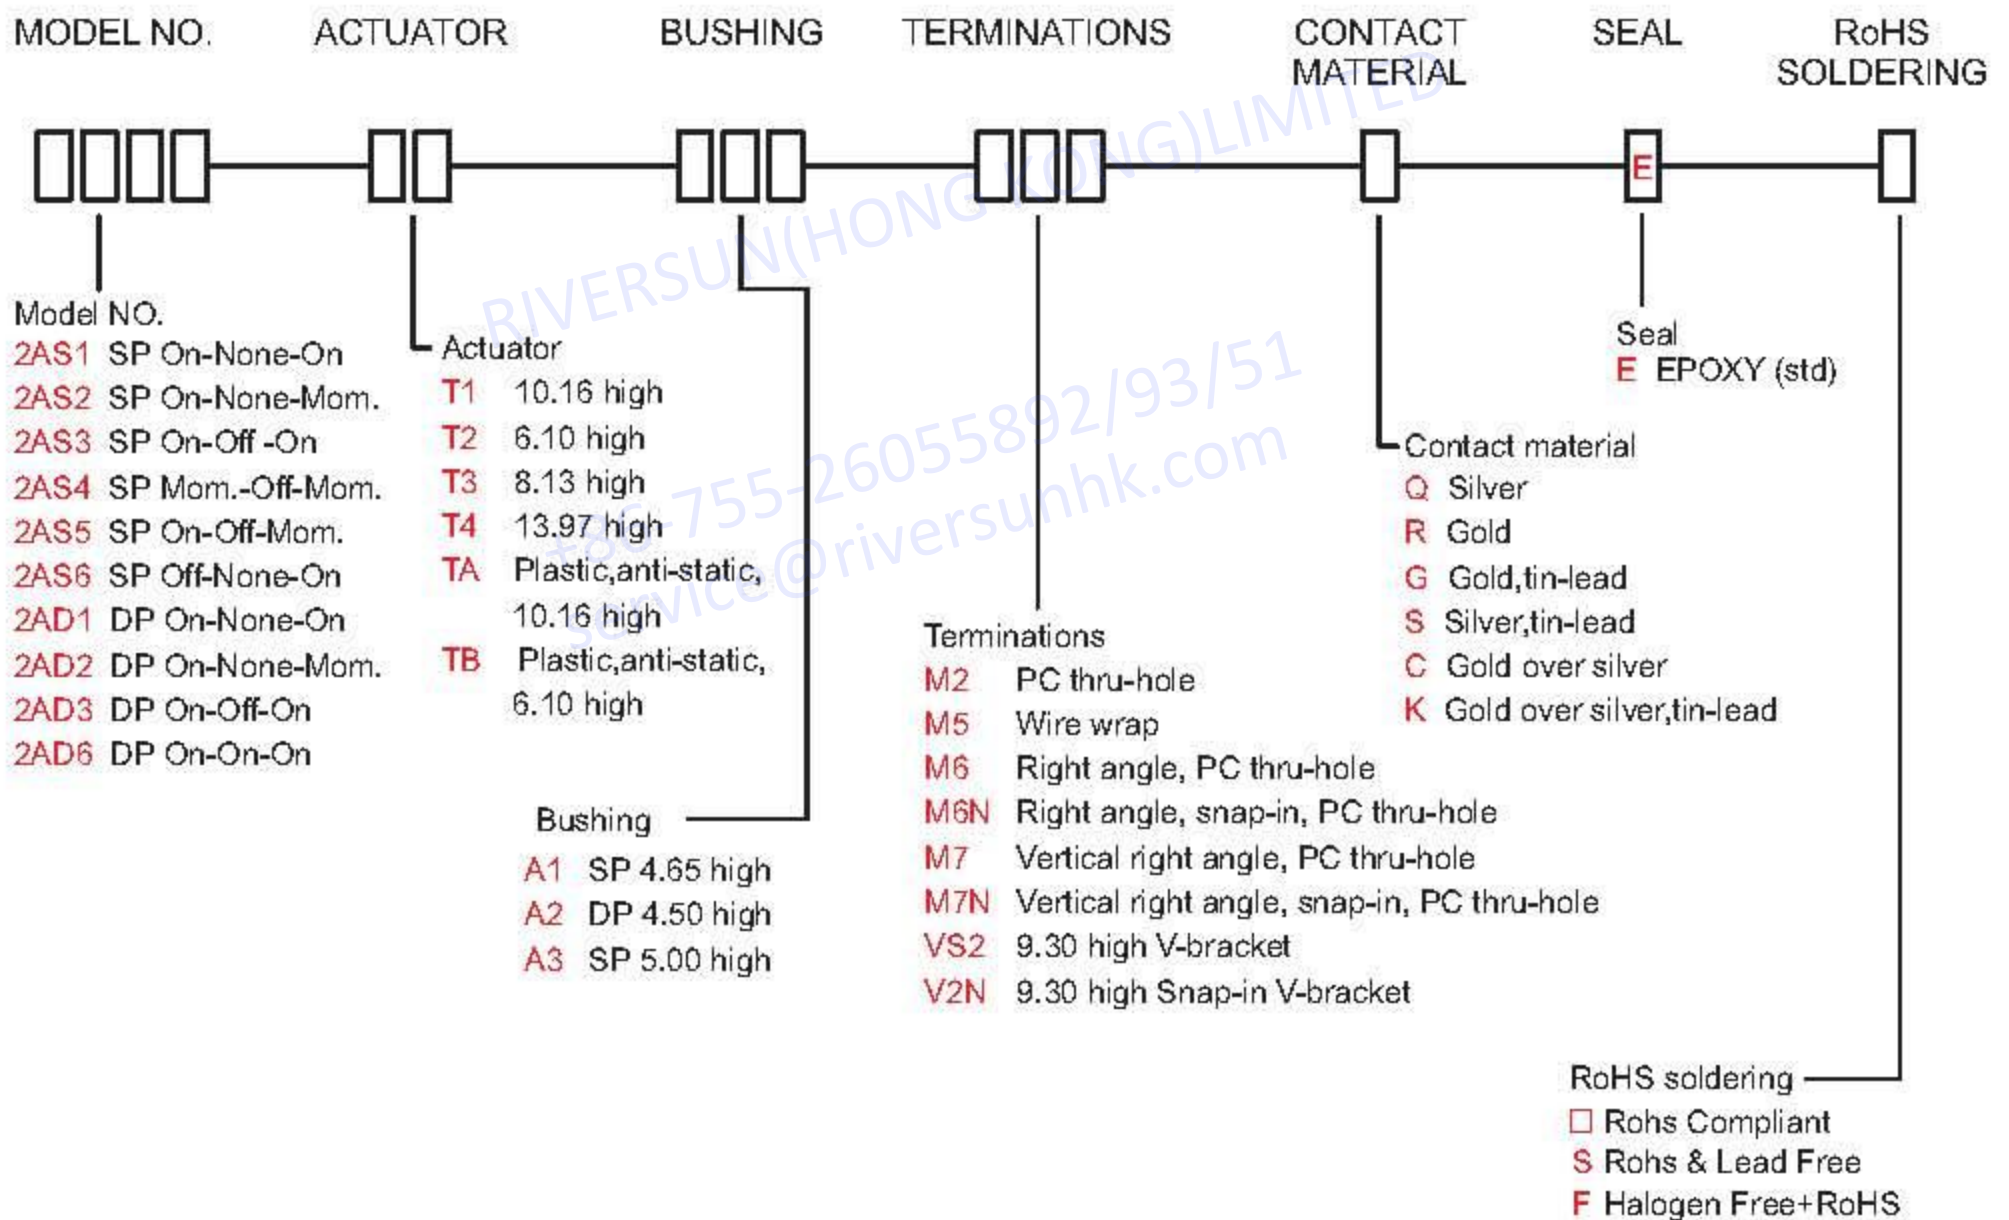 MODEL NO. ACTUATOR BUSHING TERMINATIONS CONTACT MATERIAL SEAL RoHS SOLDERING
E
Model NO.
2AS1 SP On-None-On
2AS2 SP On-None-Mom.
2AS3 SP On-Off -On
2AS4 SP Mom.-Off-Mom.
2AS5 SP On-Off-Mom.
2AS6 SP Off-None-On
2AD1 DP On-None-On
2AD2 DP On-None-Mom.
2AD3 DP On-Off-On
2AD6 DP On-On-On
Actuator
T1 10.16 high
T2 6.10 high
T3 8.13 high
T4 13.97 high
TA Plastic,anti-static,
10.16 high
TB Plastic,anti-static,
6.10 high
Bushing
A1 SP 4.65 high
A2 DP 4.50 high
A3 SP 5.00 high
Terminations
M2 PC thru-hole
M5 Wire wrap
M6 Right angle, PC thru-hole
M6N Right angle, snap-in, PC thru-hole
M7 Vertical right angle, PC thru-hole
M7N Vertical right angle, snap-in, PC thru-hole
VS2 9.30 high V-bracket
V2N 9.30 high Snap-in V-bracket
Contact material
Q Silver
R Gold
G Gold,tin-lead
S Silver,tin-lead
C Gold over silver
K Gold over silver,tin-lead
Seal
E EPOXY (std)
RoHS soldering
□ Rohs Compliant
S Rohs & Lead Free
F Halogen Free+RoHS
RIVERSUN(HONG KONG)LIMITED
+86-755-26055892/93/51
service@riversunhk.com